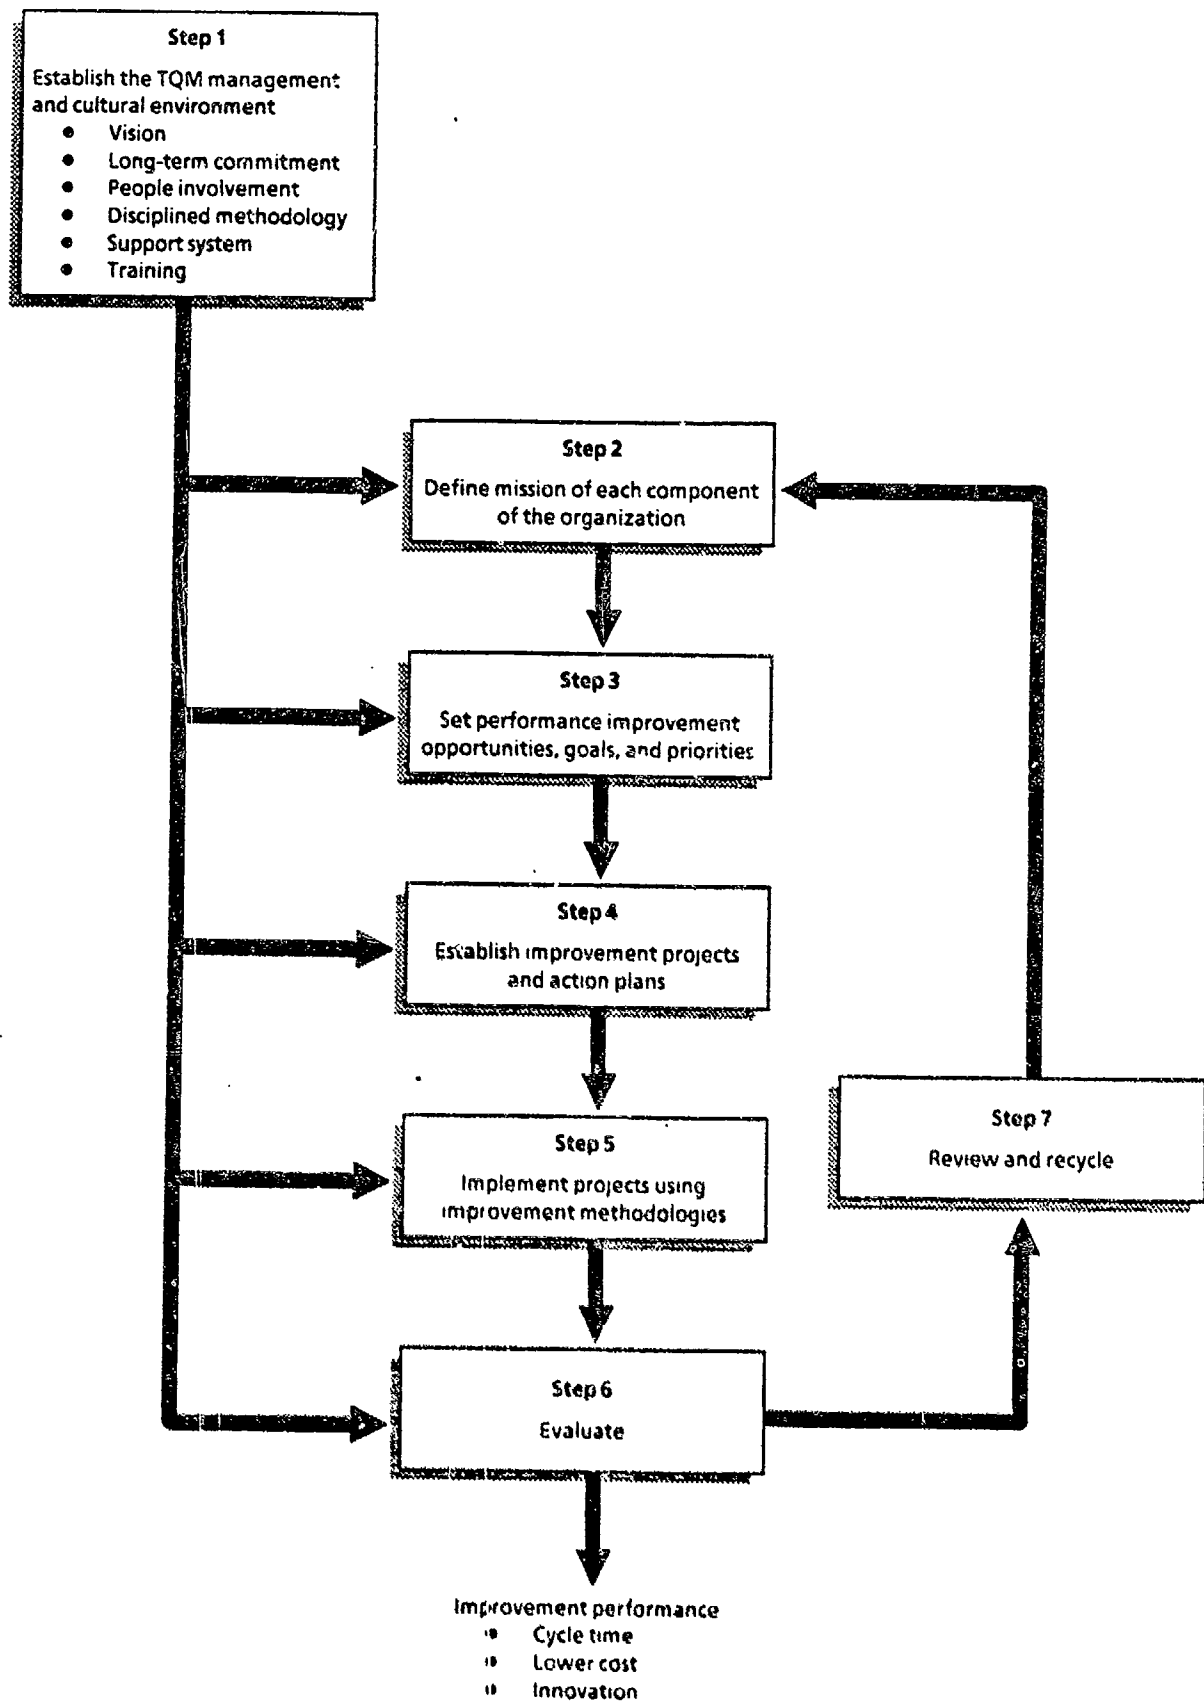 Step 1
Establish the TQM management
and cultural environment
• Vision
• Long-term commitment
• People involvement
• Disciplined methodology
• Support system
• Training
Step 2
Define mission of each component
of the organization
Step 3
Set performance improvement
opportunities, goals, and priorities
Step 4
Establish improvement projects
and action plans
Step 5
Implement projects using
improvement methodologies
Step 6
Evaluate
Step 7
Review and recycle
Improvement performance
• Cycle time
• Lower cost
• Innovation